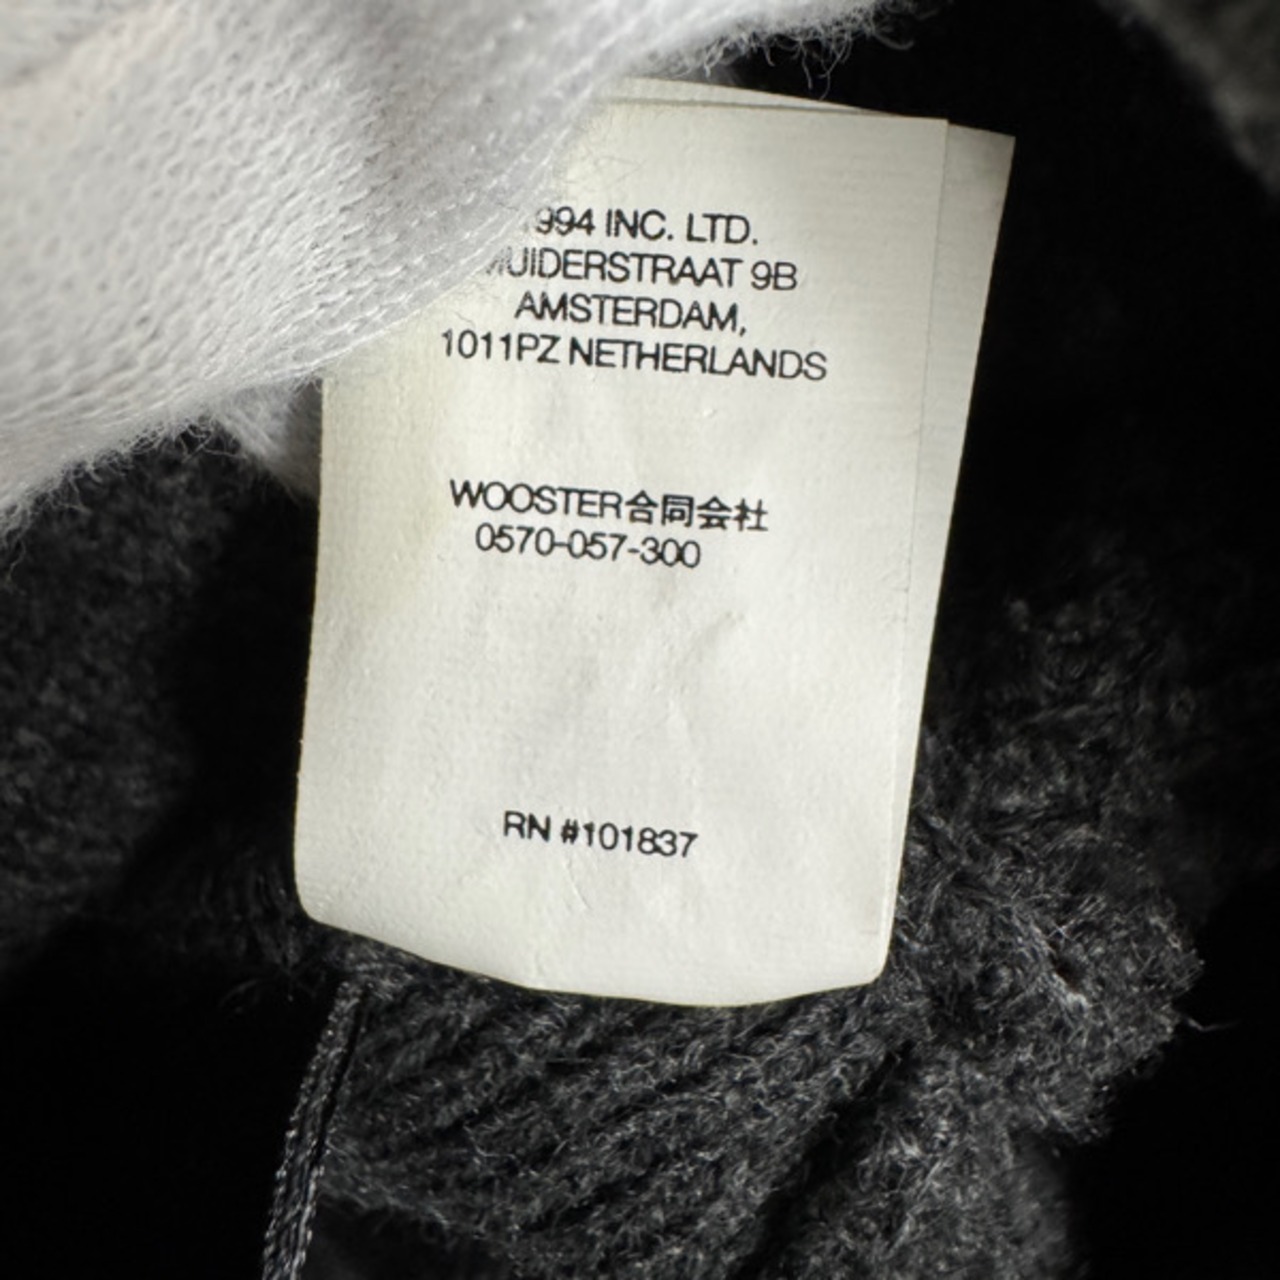 994 INC. LTD.
UIDERSTRAAT 9B
AMSTERDAM,
1011PZ NETHERLANDS
WOOSTER合同会社
0570-057-300
RN #101837